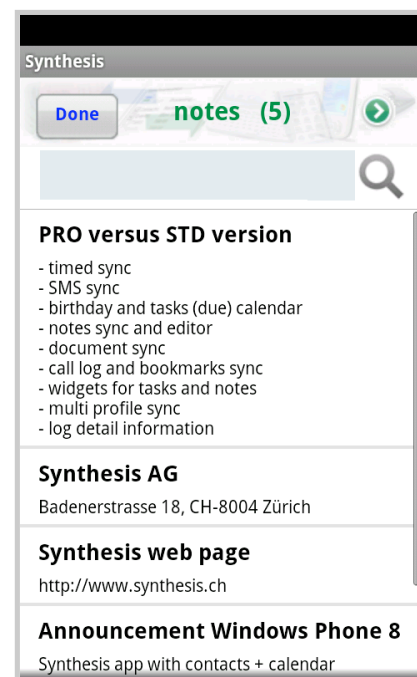 Synthesis
Done
notes (5)
PRO versus STD version
- timed sync
- SMS sync
- birthday and tasks (due) calendar
- notes sync and editor
- document sync
- call log and bookmarks sync
- widgets for tasks and notes
- multi profile sync
- log detail information
Synthesis AG
Badenerstrasse 18, CH-8004 Zürich
Synthesis web page
http://www.synthesis.ch
Announcement Windows Phone 8
Synthesis app with contacts + calendar